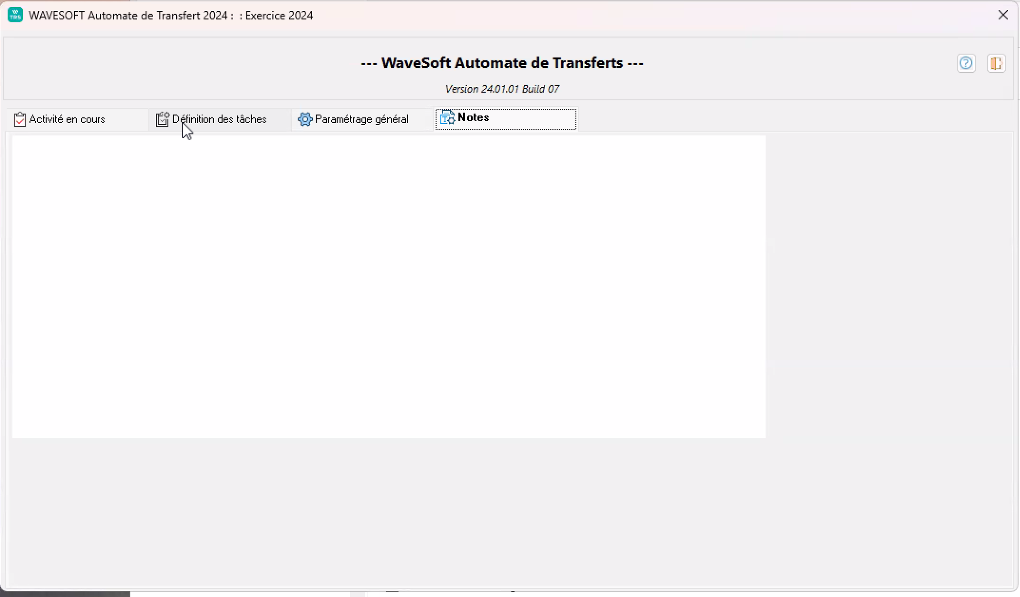 WAVESOFT Automate de Transfert 2024 : : Exercice 2024
--- WaveSoft Automate de Transferts ---
Version 24.01.01 Build 07
Activité en cours
Définition des tâches
Paramétrage général
Notes